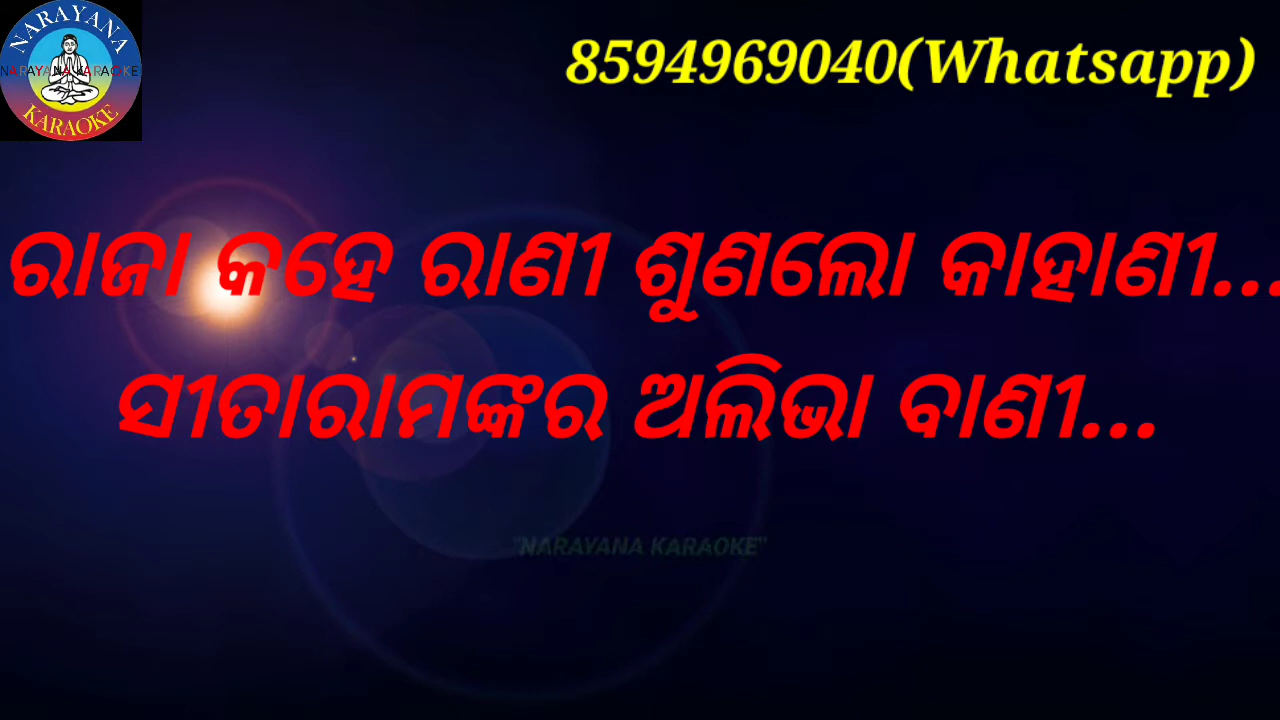 NARAYANA
NARAYANA KARAOKE
KARAOKE
8594969040(Whatsapp)
ରାଜା କହେ ରାଣୀ ଶୁଣଲୋ କାହାଣୀ...
ସୀତାରାମଙ୍କର ଅଲିଭା ବାଣୀ...
"NARAYANA KARAOKE"